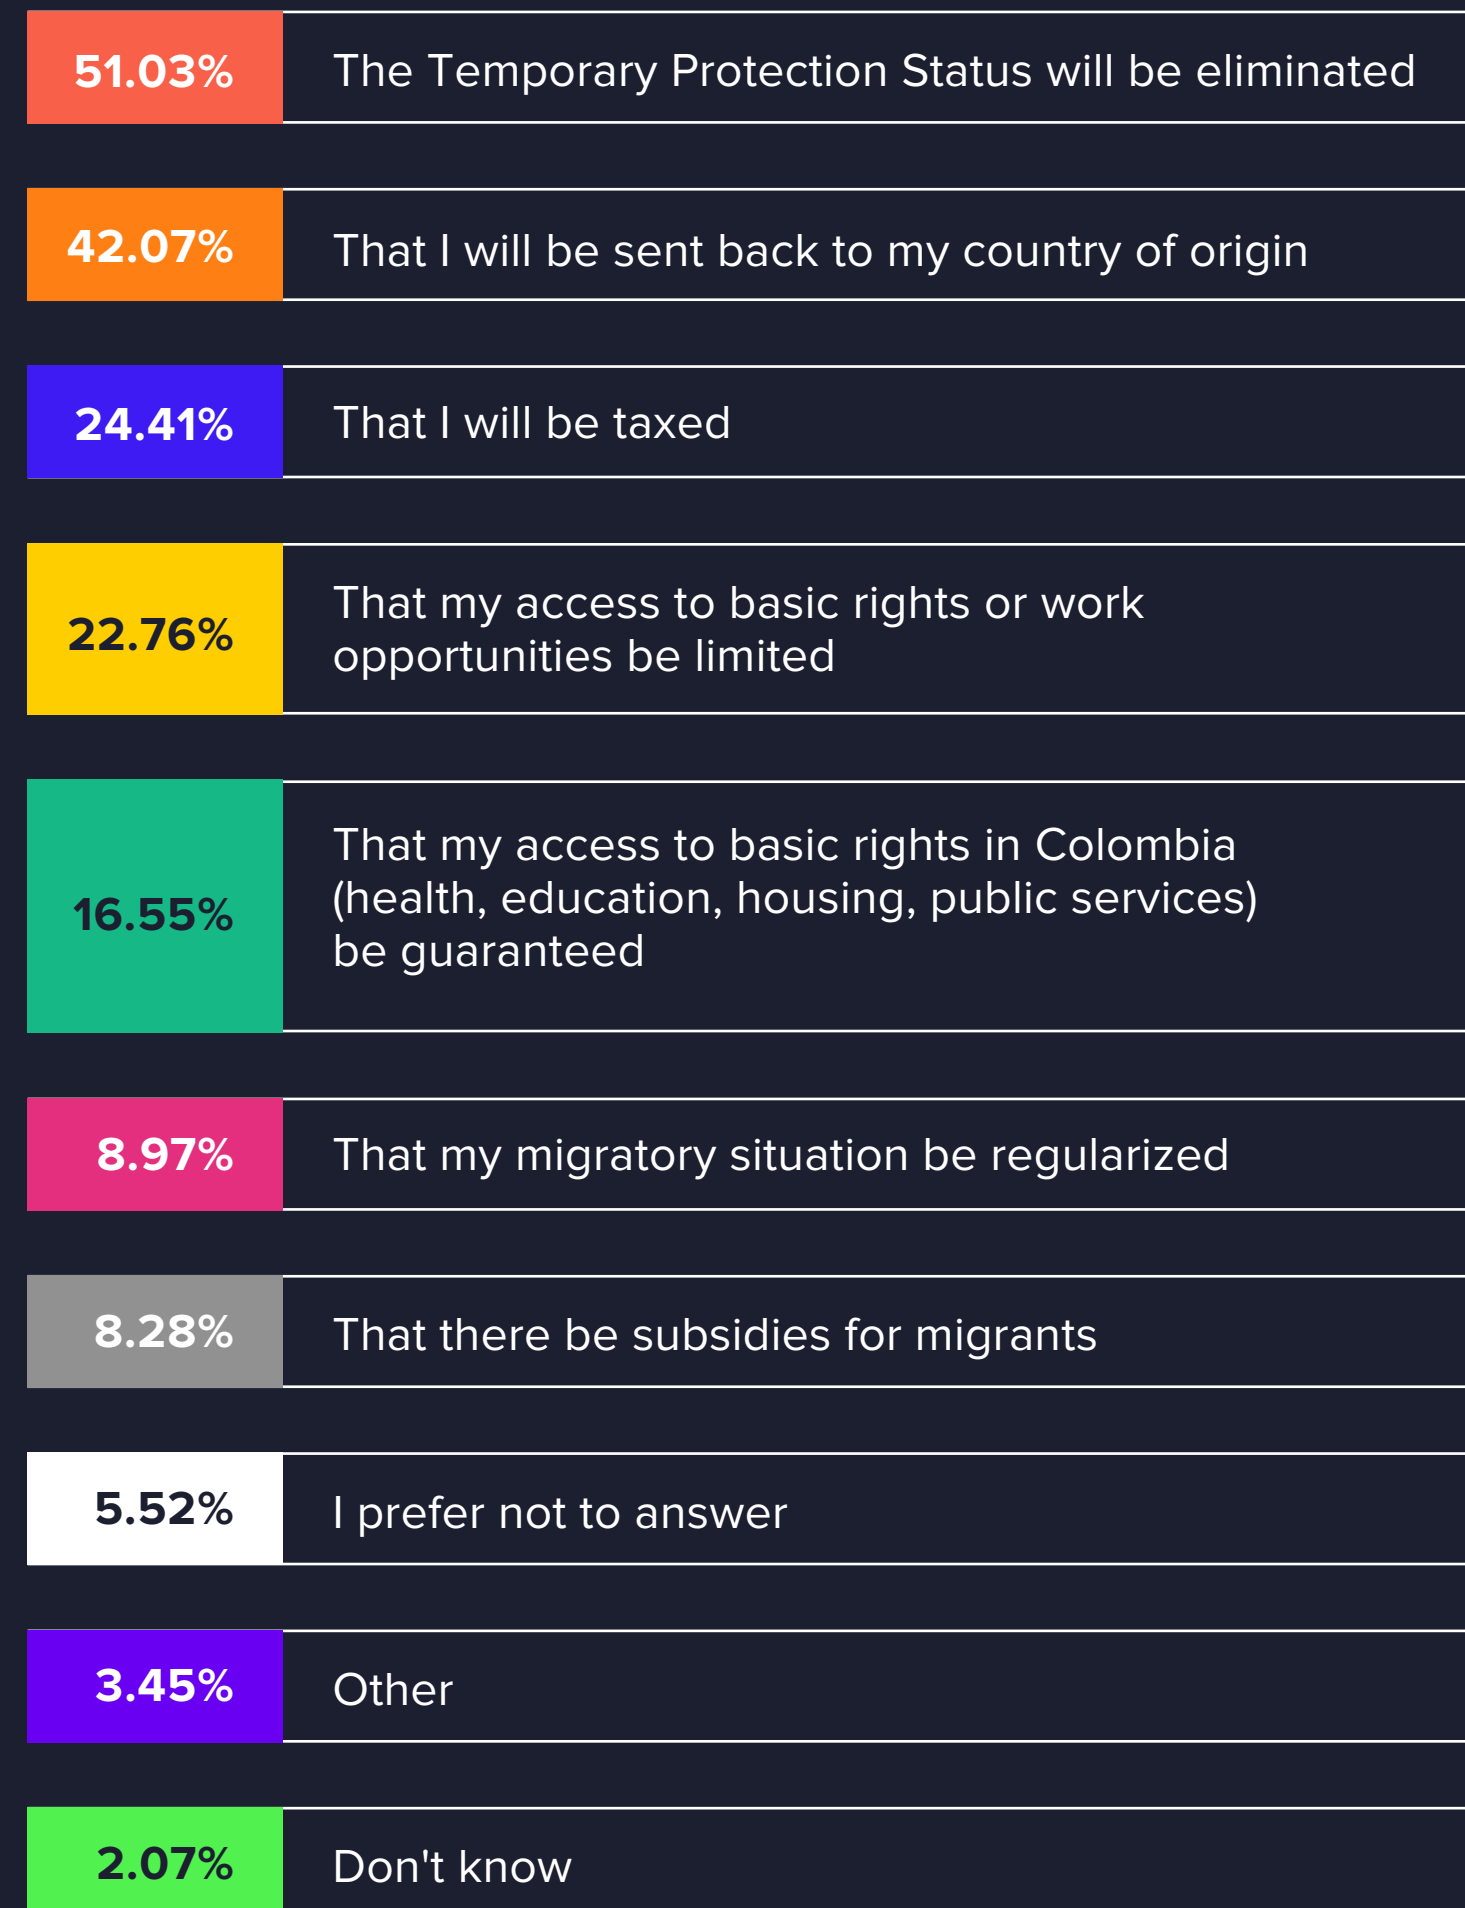 51.03% The Temporary Protection Status will be eliminated
42.07% That I will be sent back to my country of origin
24.41% That I will be taxed
22.76% That my access to basic rights or work
opportunities be limited
16.55% That my access to basic rights in Colombia
(health, education, housing, public services)
be guaranteed
8.97% That my migratory situation be regularized
8.28% That there be subsidies for migrants
5.52% I prefer not to answer
3.45% Other
2.07% Don't know